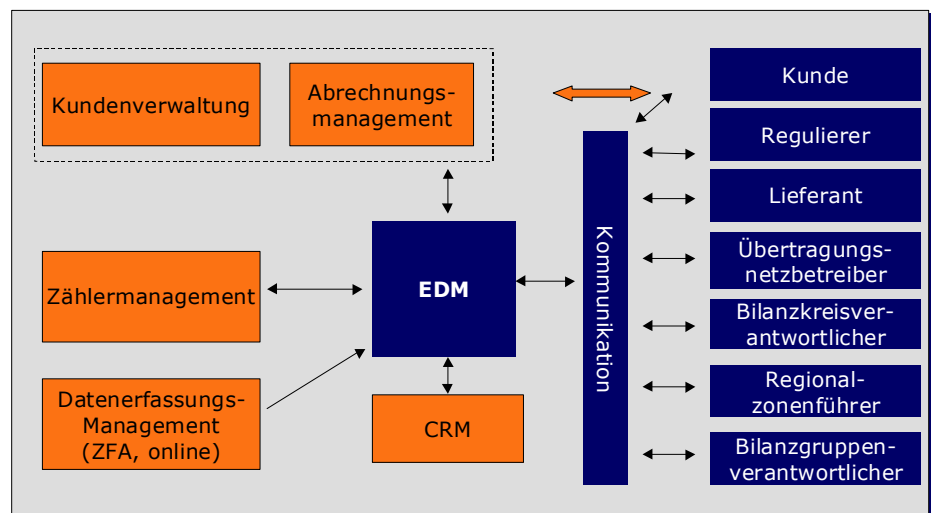 Kundenverwaltung
Abrechnungs-
management
Zählermanagement
Datenerfassungs-
Management
(ZFA, online)
EDM
CRM
Kommunikation
Kunde
Regulierer
Lieferant
Übertragungs-
netzbetreiber
Bilanzkreisver-
antwortlicher
Regional-
zonenführer
Bilanzgruppen-
verantwortlicher